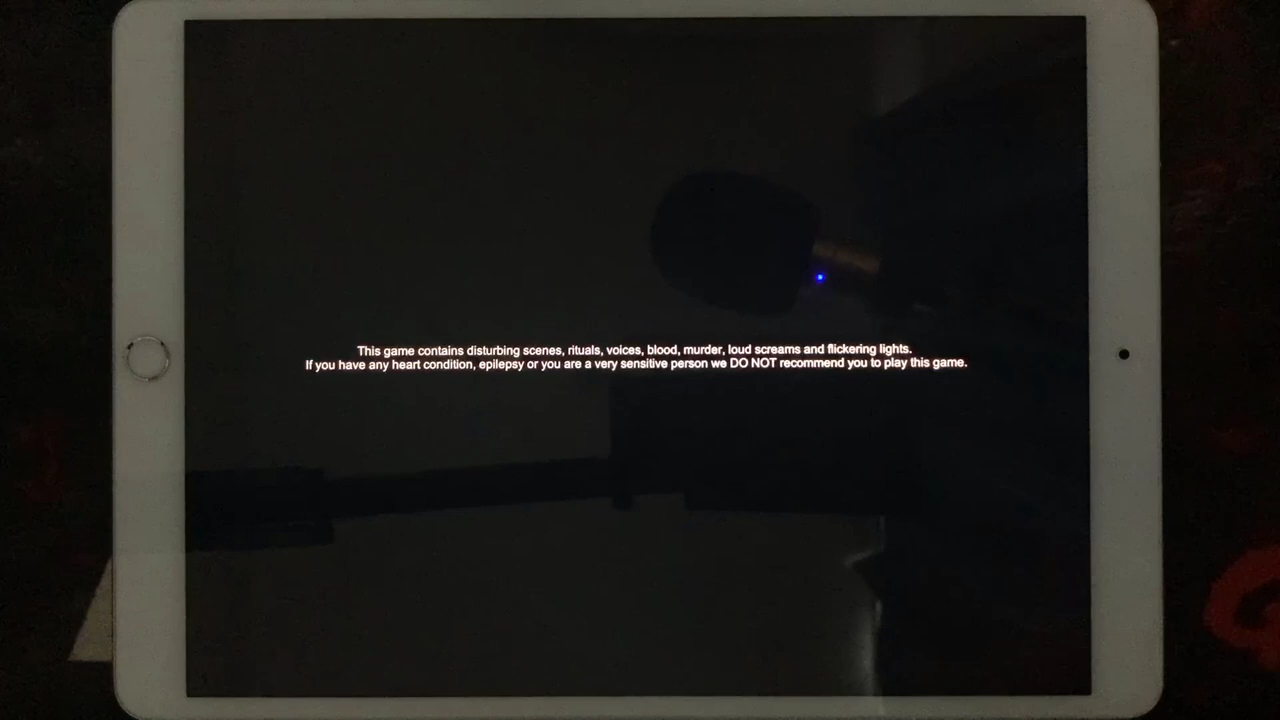 This game contains disturbing scenes, rituals, voices, blood, murder, loud screams and flickering lights.
If you have any heart condition, epilepsy or you are a very sensitive person we DO NOT recommend you to play this game.